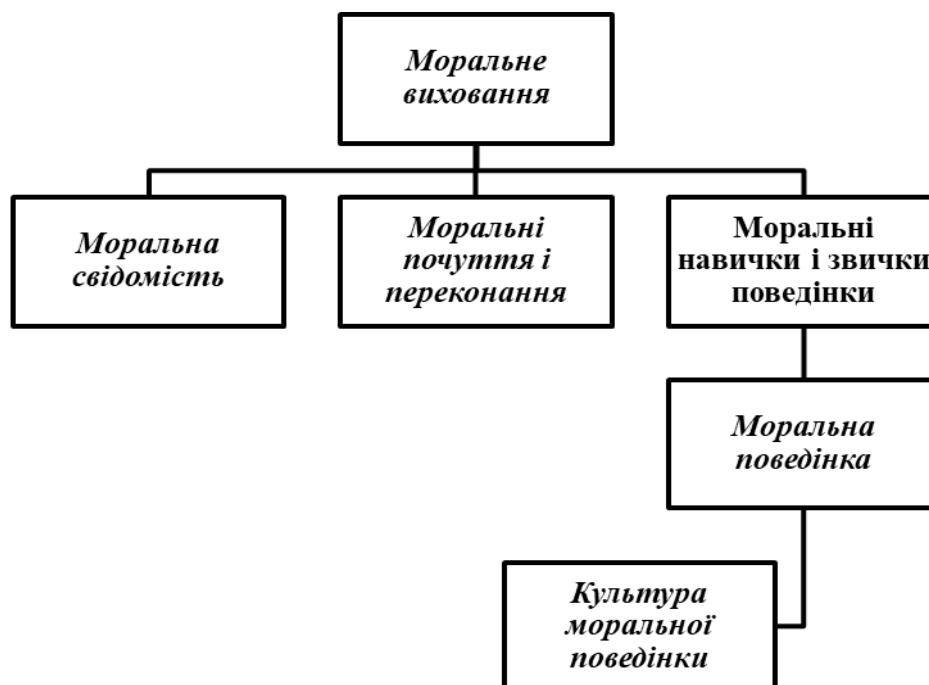 Моральне
виховання
Моральна
свідомість
Моральні
почуття і
переконання
Моральні
навички і звички
поведінки
Моральна
поведінка
Культура
моральної
поведінки